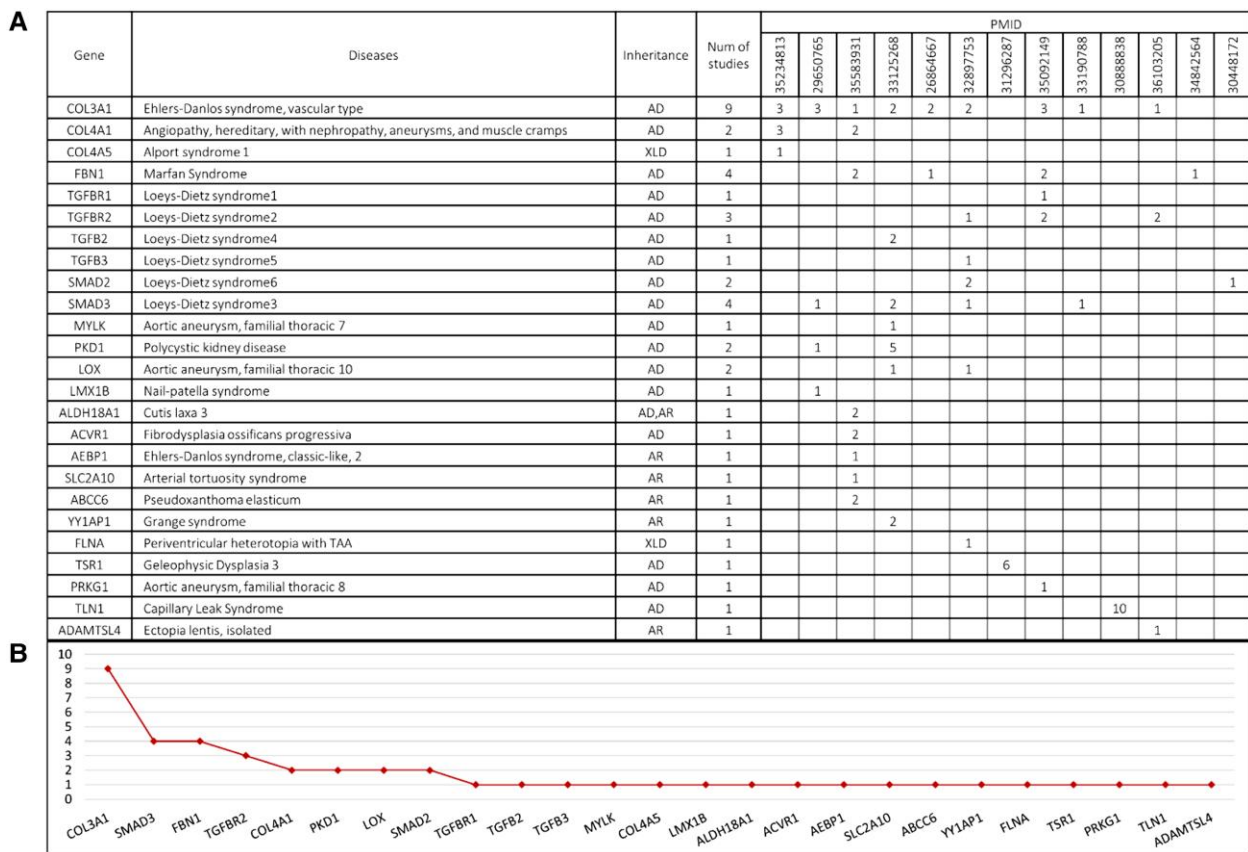 A
PMID
Gene Diseases Inheritance Num of studies 35234813 29650765 35583931 33125268 26864667 32897753 31296287 35092149 33190788 30888838 36103205 34842564 30448172
COL3A1 Ehlers-Danlos syndrome, vascular type AD 9 3 3 1 2 2 2 3 1 1
COL4A1 Angiopathy, hereditary, with nephropathy, aneurysms, and muscle cramps AD 2 3 2
COL4A5 Alport syndrome 1 XLD 1 1
FBN1 Marfan Syndrome AD 4 2 1 2 1
TGFBR1 Loeys-Dietz syndrome1 AD 1 1
TGFBR2 Loeys-Dietz syndrome2 AD 3 1 2 2
TGFB2 Loeys-Dietz syndrome4 AD 1 2
TGFB3 Loeys-Dietz syndrome5 AD 1 1
SMAD2 Loeys-Dietz syndrome6 AD 2 2 1
SMAD3 Loeys-Dietz syndrome3 AD 4 1 2 1 1
MYLK Aortic aneurysm, familial thoracic 7 AD 1 1
PKD1 Polycystic kidney disease AD 2 1 5
LOX Aortic aneurysm, familial thoracic 10 AD 2 1 1
LMX1B Nail-patella syndrome AD 1 1
ALDH18A1 Cutis laxa 3 AD,AR 1 2
ACVR1 Fibrodysplasia ossificans progressiva AD 1 2
AEBP1 Ehlers-Danlos syndrome, classic-like, 2 AR 1 1
SLC2A10 Arterial tortuosity syndrome AR 1 1
ABCC6 Pseudoxanthoma elasticum AR 1 2
YY1AP1 Grange syndrome AR 1 2
FLNA Periventricular heterotopia with TAA XLD 1 1
TSR1 Geleophysic Dysplasia 3 AD 1 6
PRKG1 Aortic aneurysm, familial thoracic 8 AD 1 1
TLN1 Capillary Leak Syndrome AD 1 10
ADAMTSL4 Ectopia lentis, isolated AR 1 1
B
10
9
8
7
6
5
4
3
2
1
0
COL3A1 SMAD3 FBN1 TGFBR2 COL4A1 PKD1 LOX SMAD2 TGFBR1 TGFB2 TGFB3 MYLK COL4A5 LMX1B ALDH18A1 ACVR1 AEBP1 SLC2A10 ABCC6 YY1AP1 FLNA TSR1 PRKG1 TLN1 ADAMTSL4